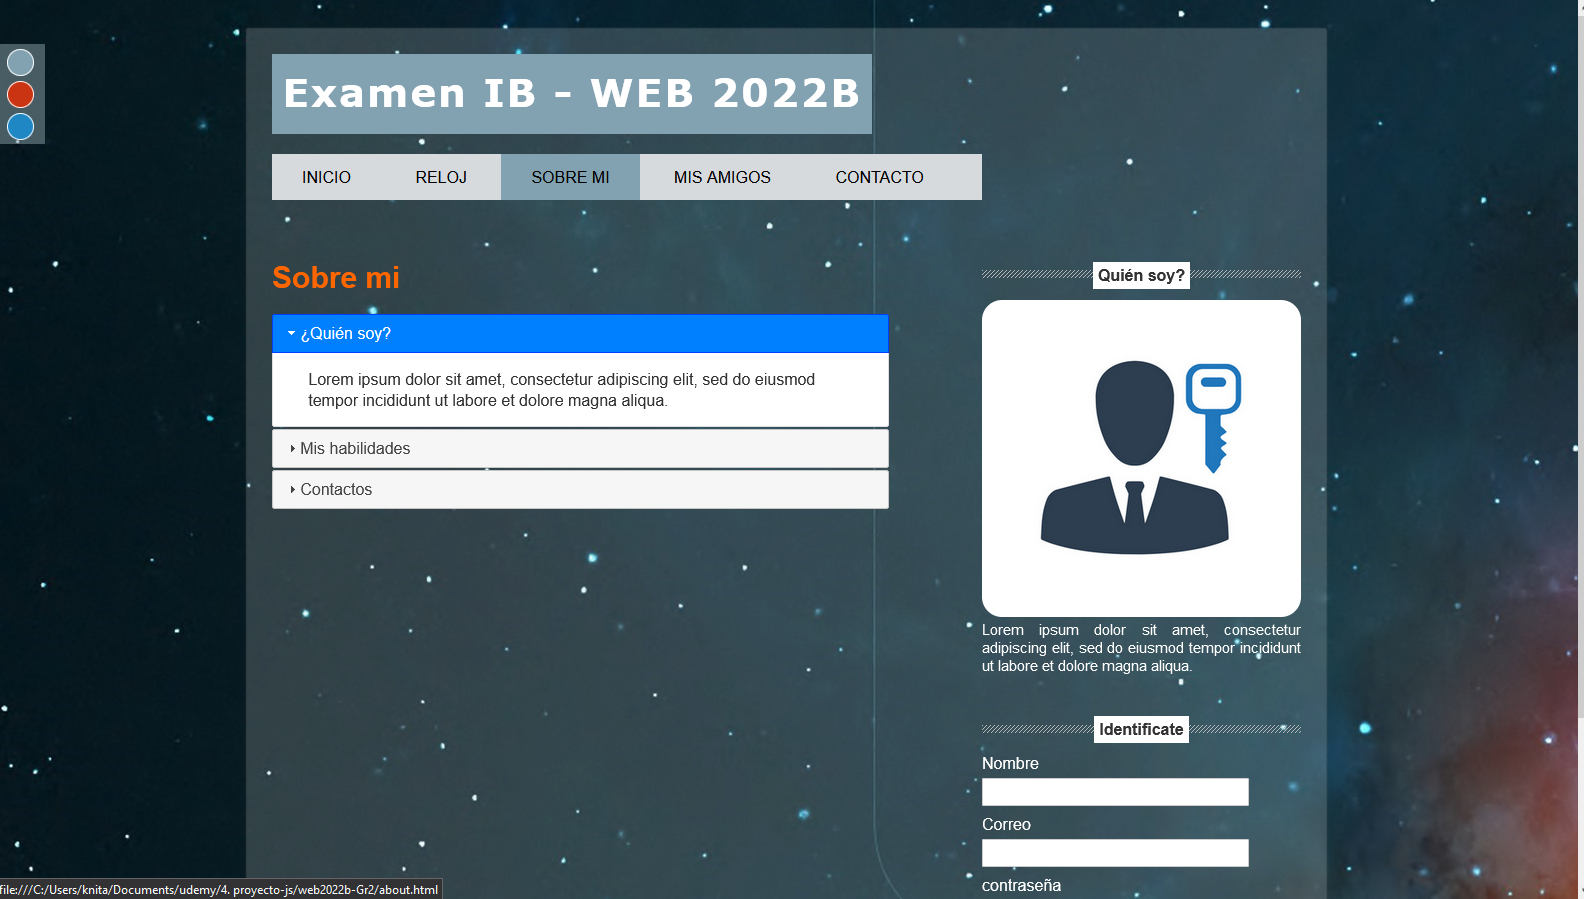 Examen IB - WEB 2022B
INICIO RELOJ SOBRE MI MIS AMIGOS CONTACTO
Sobre mi
¿Quién soy?
Lorem ipsum dolor sit amet, consectetur adipiscing elit, sed do eiusmod
tempor incididunt ut labore et dolore magna aliqua.
Mis habilidades
Contactos
Quién soy?
Lorem ipsum dolor sit amet, consectetur
adipiscing elit, sed do eiusmod tempor incididunt
ut labore et dolore magna aliqua.
Identificate
Nombre
Correo
contraseña
file:///C:/Users/knita/Documents/udemy/4. proyecto-js/web2022b-Gr2/about.html